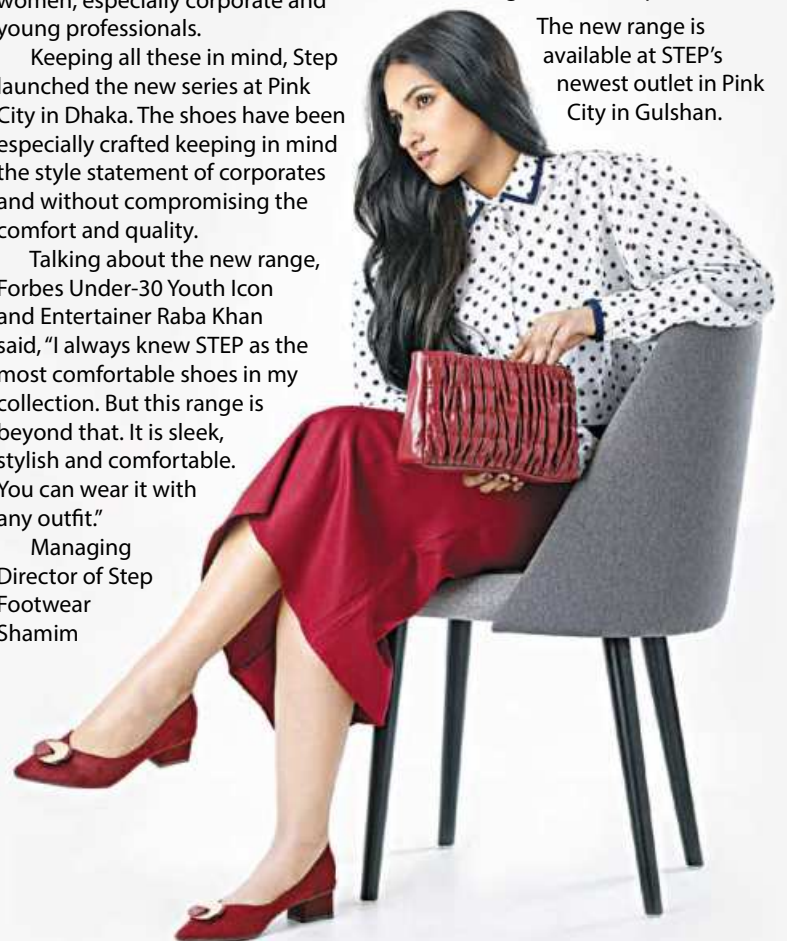 women, especially corporate and
young professionals.
Keeping all these in mind, Step
launched the new series at Pink
City in Dhaka. The shoes have been
especially crafted keeping in mind
the style statement of corporates
and without compromising the
comfort and quality.
Talking about the new range,
Forbes Under-30 Youth Icon
and Entertainer Raba Khan
said, “I always knew STEP as the
most comfortable shoes in my
collection. But this range is
beyond that. It is sleek,
stylish and comfortable.
You can wear it with
any outfit.”
Managing
Director of Step
Footwear
Shamim
The new range is
available at STEP’s
newest outlet in Pink
City in Gulshan.